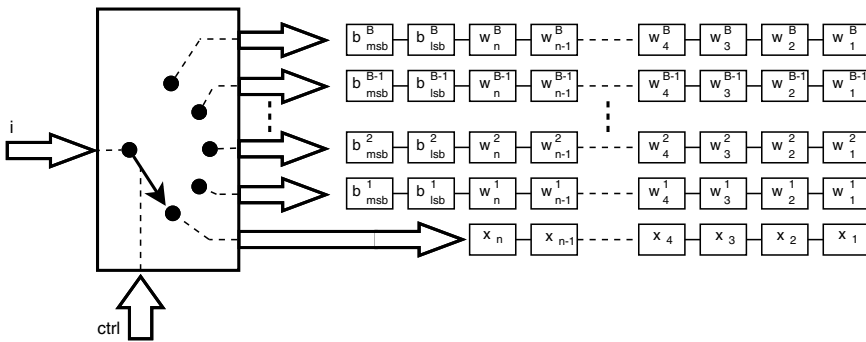 b^B_msb b^B_lsb w^B_n w^B_n-1 w^B_4 w^B_3 w^B_2 w^B_1
b^B-1_msb b^B-1_lsb w^B-1_n w^B-1_n-1 w^B-1_4 w^B-1_3 w^B-1_2 w^B-1_1
i
b^2_msb b^2_lsb w^2_n w^2_n-1 w^2_4 w^2_3 w^2_2 w^2_1
b^1_msb b^1_lsb w^1_n w^1_n-1 w^1_4 w^1_3 w^1_2 w^1_1
x_n x_n-1 x_4 x_3 x_2 x_1
ctrl